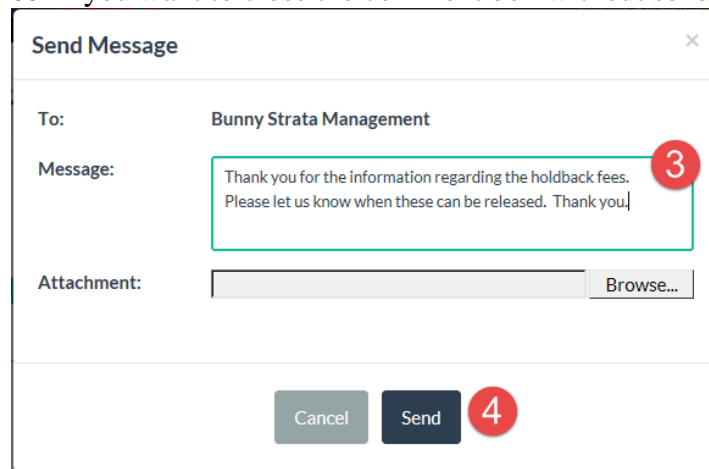 Send Message ×
To: Bunny Strata Management
Message: Thank you for the information regarding the holdback fees. 3
Please let us know when these can be released. Thank you.
Attachment: Browse...
Cancel Send 4